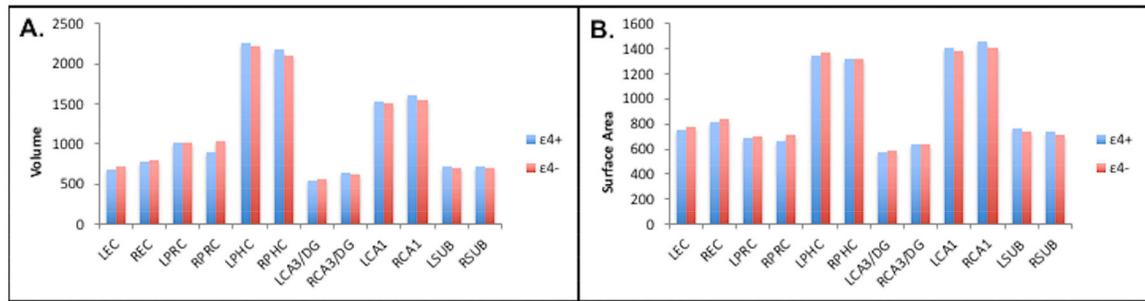 A.
2500
2000
1500
1000
500
0
Volume
LEC
REC
LPRC
RPRC
LPHC
RPHC
LCA3/DG
RCA3/DG
LCA1
RCA1
LSUB
RSUB
ε4+
ε4-
B.
1600
1400
1200
1000
800
600
400
200
0
Surface Area
LEC
REC
LPRC
RPRC
LPHC
RPHC
LCA3/DG
RCA3/DG
LCA1
RCA1
LSUB
RSUB
ε4+
ε4-